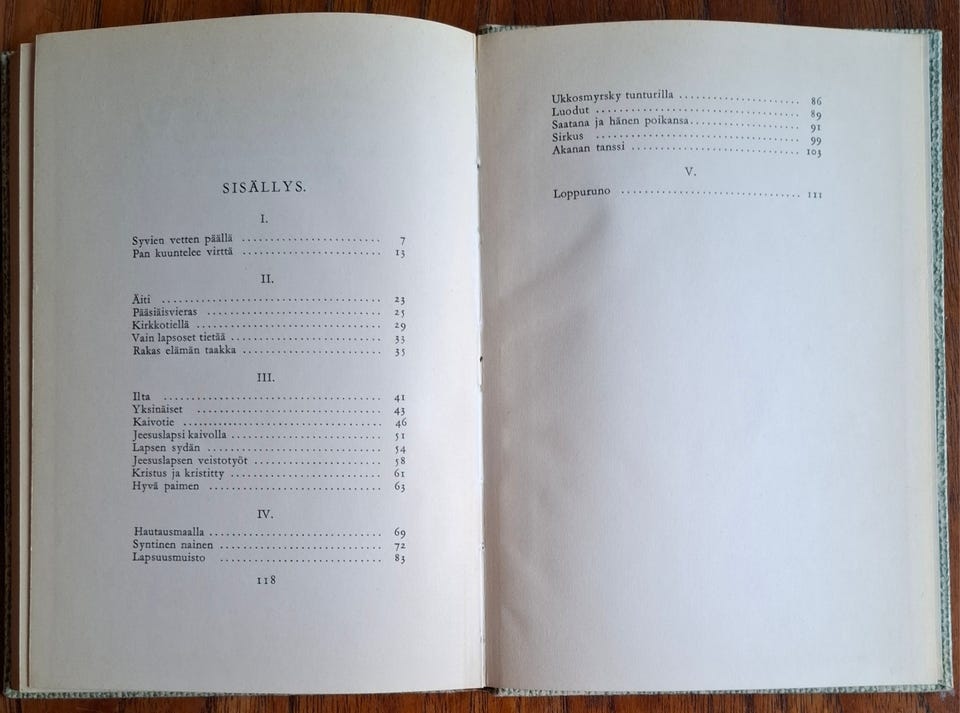 SISÄLLYS.
I.
Syvien vetten päällä ........................ 7
Pan kuuntelee virttä ........................ 13
II.
Äiti ........................ 23
Pääsiäisvieras ........................ 25
Kirkkotiellä ........................ 29
Vain lapsoset tietää ........................ 33
Rakas elämän taakka ........................ 35
III.
Ilta ........................ 41
Yksinäiset ........................ 43
Kaivotie ........................ 46
Jeesuslapsi kaivolla ........................ 51
Lapsen sydän ........................ 54
Jeesuslapsen veistotyöt ........................ 58
Kristus ja kristitty ........................ 61
Hyvä paimen ........................ 63
IV.
Hautausmaalla ........................ 69
Syntinen nainen ........................ 72
Lapsuusmuisto ........................ 83
118
Ukkosmyrsky tunturilla ........................ 86
Luodut ........................ 89
Saatana ja hänen poikansa ........................ 91
Sirkus ........................ 99
Akanan tanssi ........................ 103
V.
Loppuruno ........................ 111